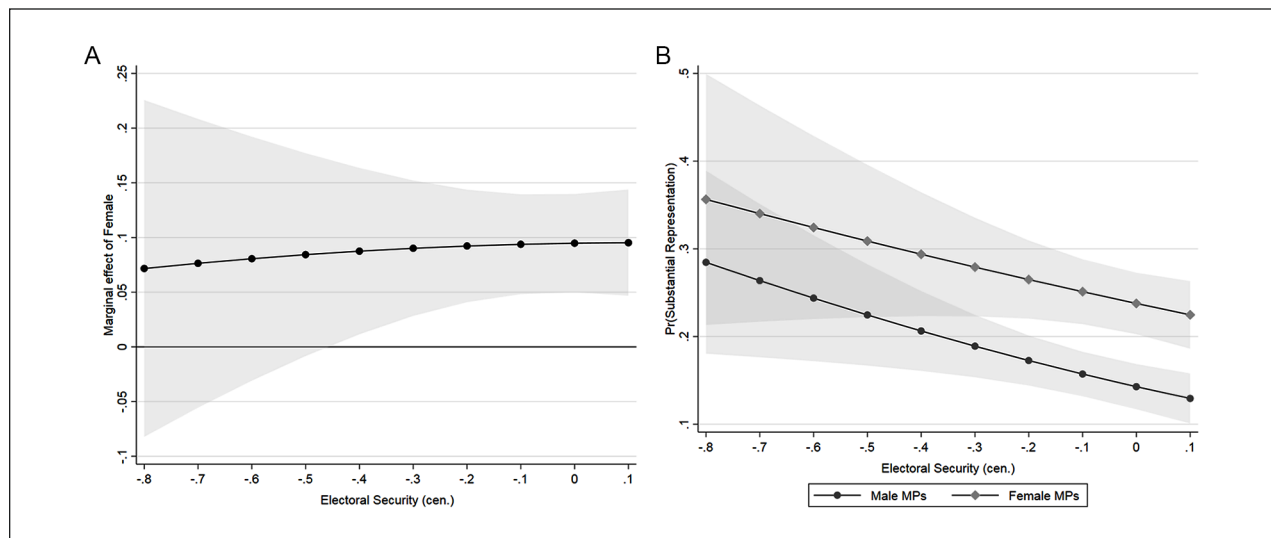 A
Marginal effect of Female
.25
.2
.15
.1
.05
0
-.05
-.1
-.8 -.7 -.6 -.5 -.4 -.3 -.2 -.1 0 .1
Electoral Security (cen.)
B
Pr(Substantial Representation)
.5
.4
.3
.2
.1
-.8 -.7 -.6 -.5 -.4 -.3 -.2 -.1 0 .1
Electoral Security (cen.)
Male MPs Female MPs